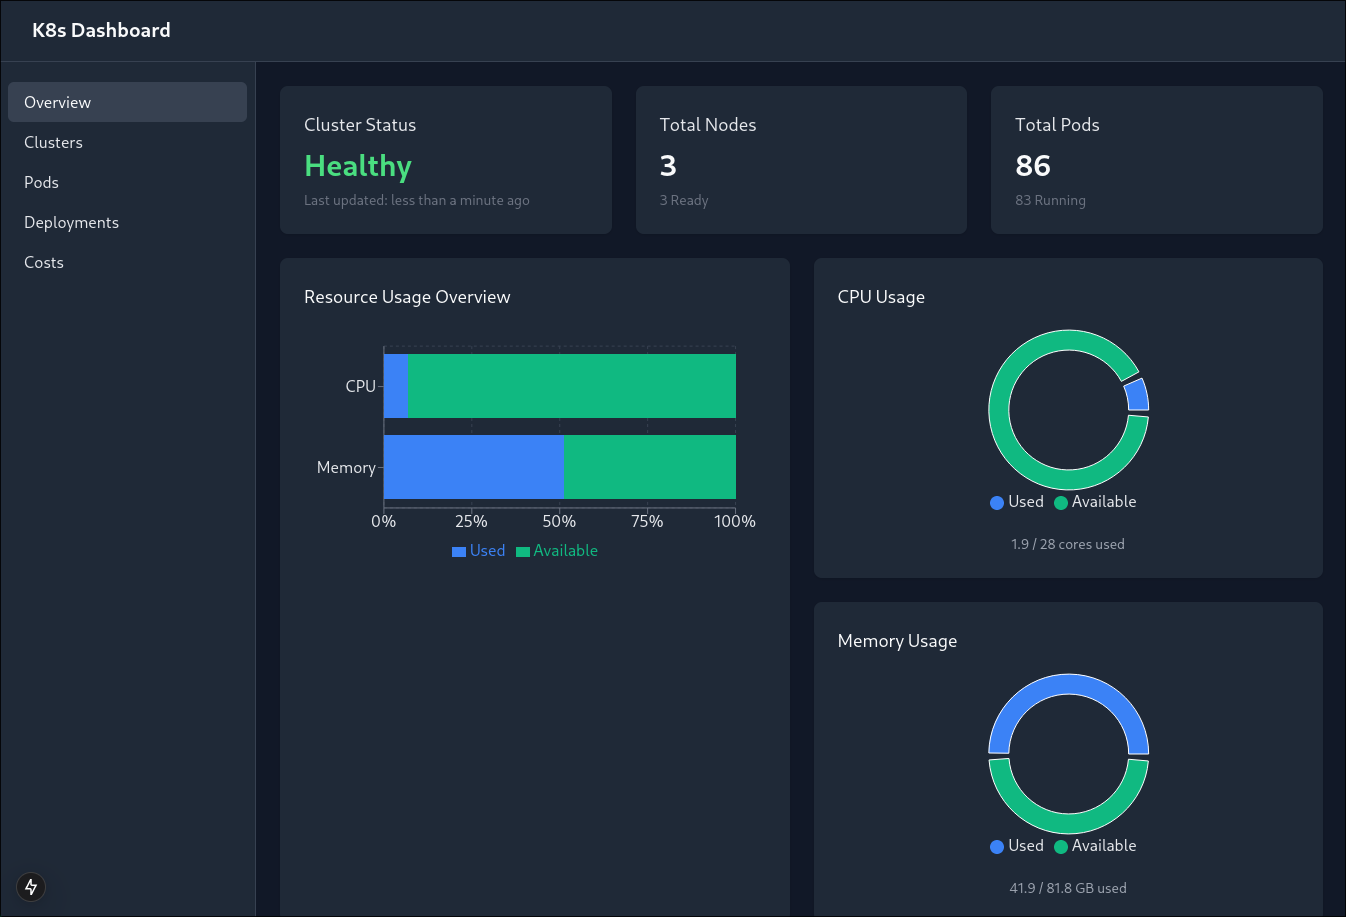 K8s Dashboard
Overview
Clusters
Pods
Deployments
Costs
Cluster Status
Healthy
Last updated: less than a minute ago
Total Nodes
3
3 Ready
Total Pods
86
83 Running
Resource Usage Overview
CPU
Memory
0% 25% 50% 75% 100%
Used Available
CPU Usage
Used Available
1.9 / 28 cores used
Memory Usage
Used Available
41.9 / 81.8 GB used